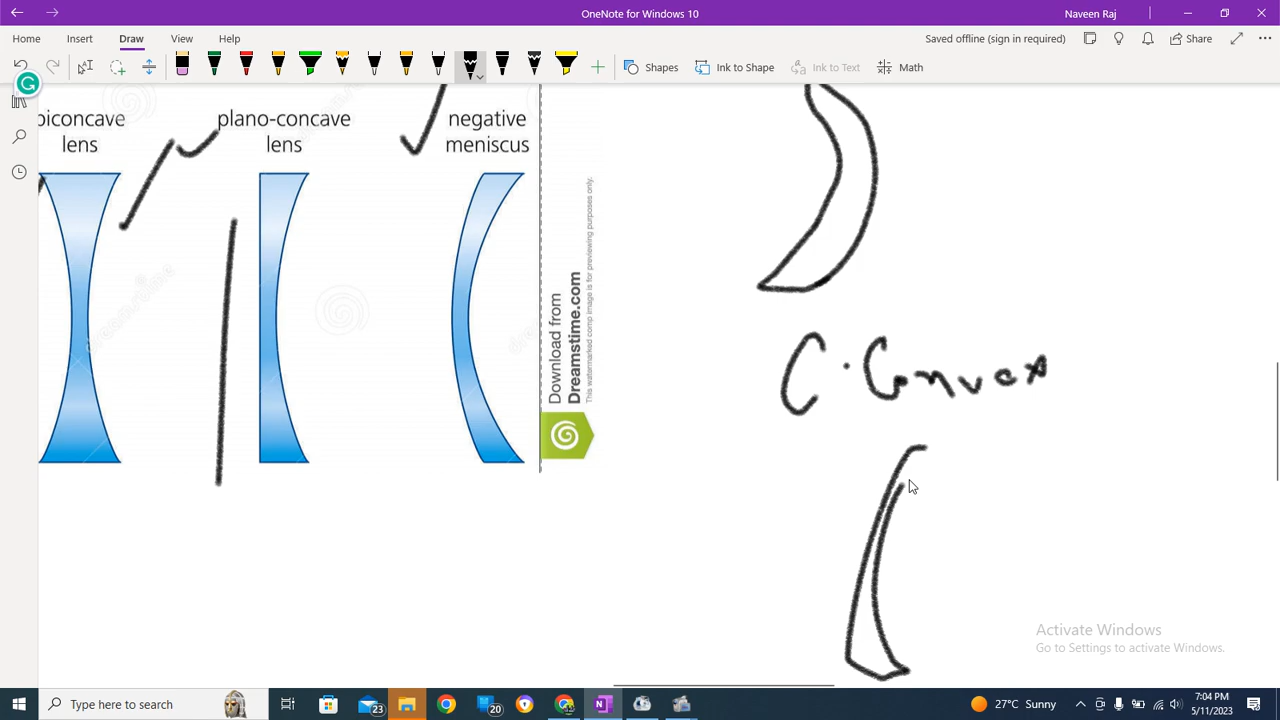 OneNote for Windows 10
Naveen Raj
Home Insert Draw View Help
Saved offline (sign in required)
Share
Shapes
Ink to Shape
Ink to Text
Math
biconcave
lens
plano-concave
lens
negative
meniscus
Download from
Dreamstime.com
This watermarked comp image is for previewing purposes only.
C. Convex
Activate Windows
Go to Settings to activate Windows.
Type here to search
23
20
27°C Sunny
7:04 PM
5/11/2023